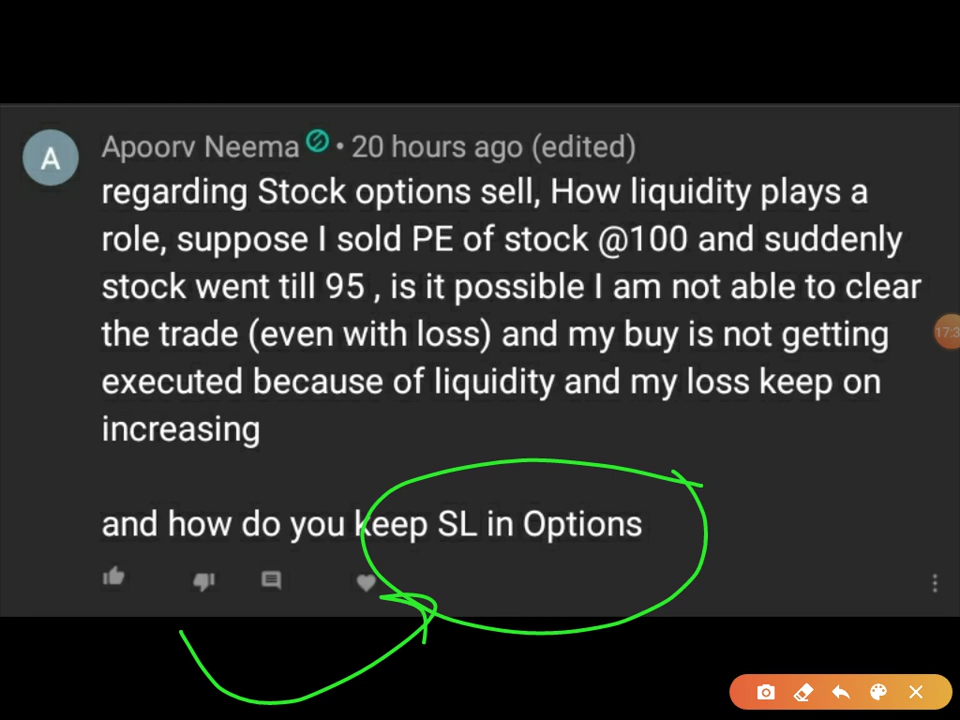 A
Apoorv Neema • 20 hours ago (edited)
regarding Stock options sell, How liquidity plays a
role, suppose I sold PE of stock @100 and suddenly
stock went till 95 , is it possible I am not able to clear
the trade (even with loss) and my buy is not getting
executed because of liquidity and my loss keep on
increasing
and how do you keep SL in Options